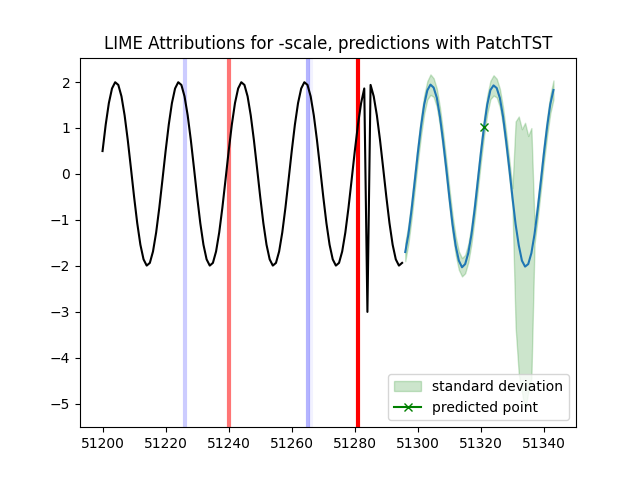 LIME Attributions for -scale, predictions with PatchTST
2
1
0
−1
−2
−3
−4
−5
standard deviation
predicted point
51200 51220 51240 51260 51280 51300 51320 51340